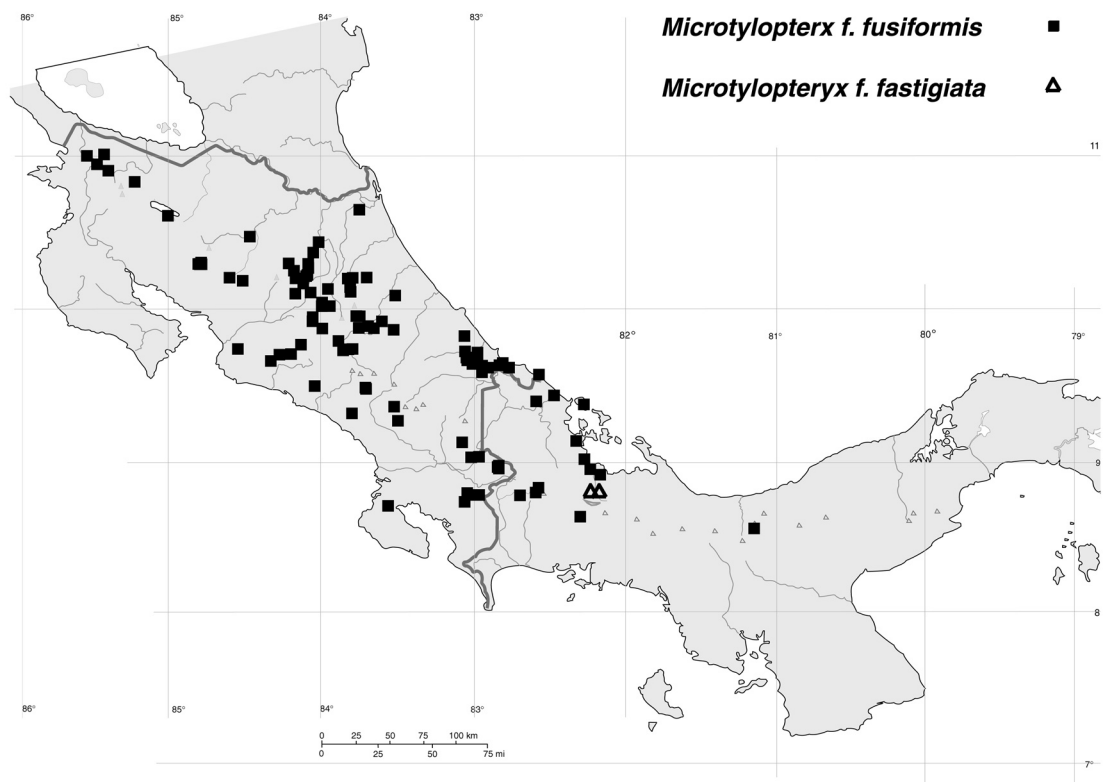 86° 85° 84° 83°
Microtylopterx f. fusiformis
Microtylopteryx f. fastigiata
11
82° 81° 80° 79°
9
8
86° 85° 84° 83°
0 25 50 75 100 km
0 25 50 75 mi
7°